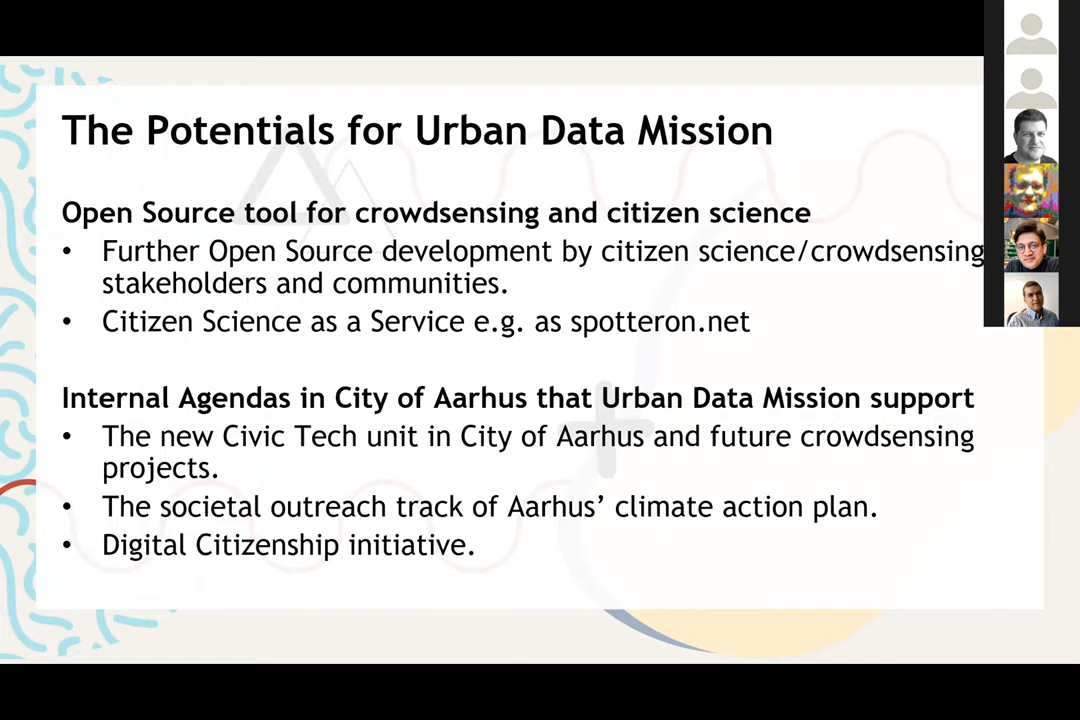 The Potentials for Urban Data Mission
Open Source tool for crowdsensing and citizen science
• Further Open Source development by citizen science/crowdsensing
stakeholders and communities.
• Citizen Science as a Service e.g. as spotteron.net
Internal Agendas in City of Aarhus that Urban Data Mission support
• The new Civic Tech unit in City of Aarhus and future crowdsensing
projects.
• The societal outreach track of Aarhus’ climate action plan.
• Digital Citizenship initiative.